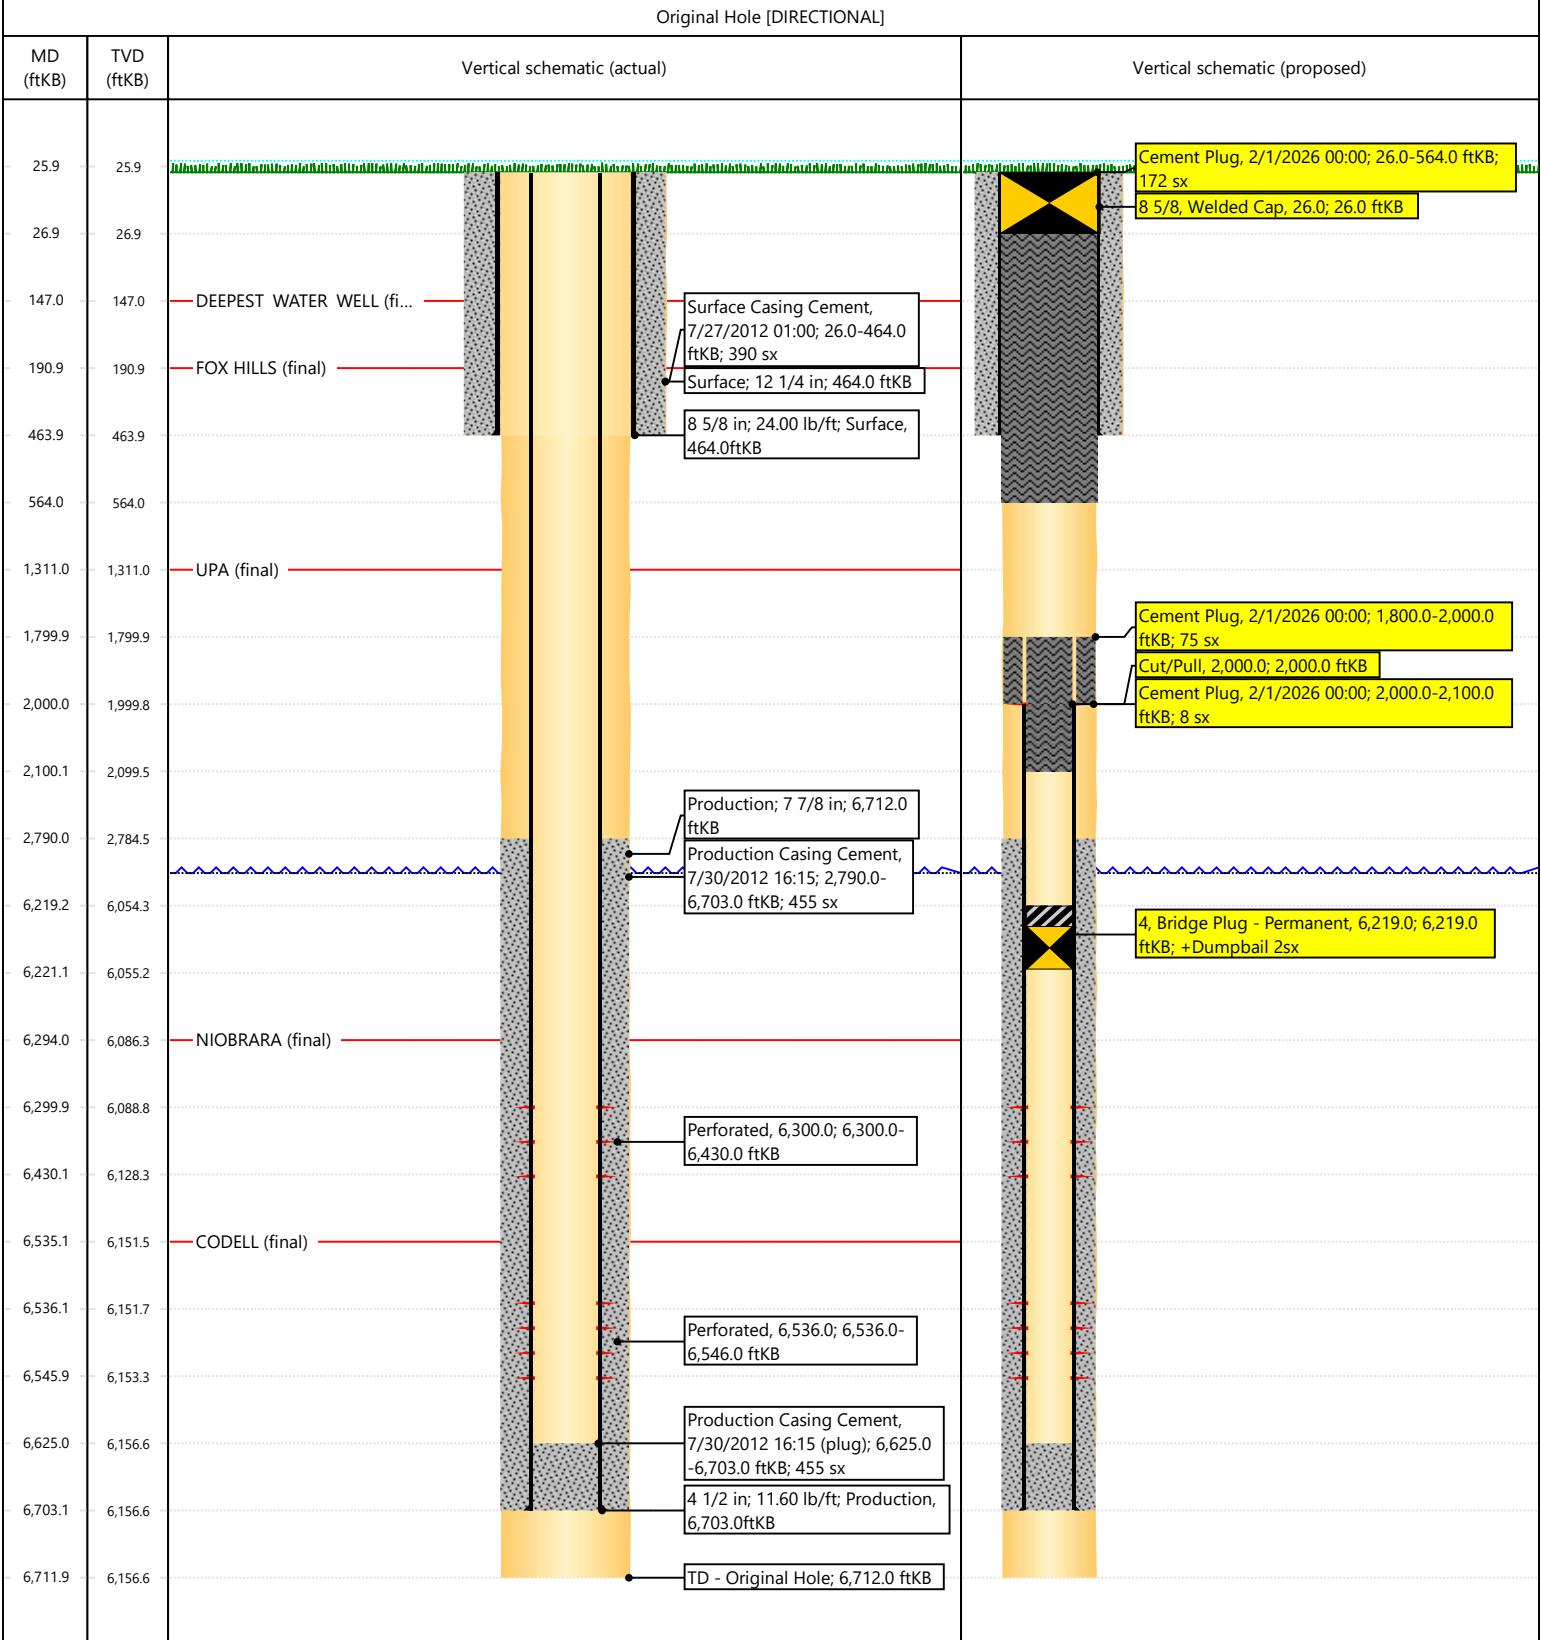 Original Hole [DIRECTIONAL]
MD
(ftKB)
TVD
(ftKB)
Vertical schematic (actual)
Vertical schematic (proposed)
25.9
25.9
26.9
26.9
147.0
147.0
190.9
190.9
463.9
463.9
564.0
564.0
1,311.0
1,311.0
1,799.9
1,799.9
2,000.0
1,999.8
2,100.1
2,099.5
2,790.0
2,784.5
6,219.2
6,054.3
6,221.1
6,055.2
6,294.0
6,086.3
6,299.9
6,088.8
6,430.1
6,128.3
6,535.1
6,151.5
6,536.1
6,151.7
6,545.9
6,153.3
6,625.0
6,156.6
6,703.1
6,156.6
6,711.9
6,156.6
DEEPEST WATER WELL (fi...
FOX HILLS (final)
UPA (final)
NIOBRARA (final)
CODELL (final)
Surface Casing Cement,
7/27/2012 01:00; 26.0-464.0
ftKB; 390 sx
Surface; 12 1/4 in; 464.0 ftKB
8 5/8 in; 24.00 lb/ft; Surface,
464.0ftKB
Production; 7 7/8 in; 6,712.0
ftKB
Production Casing Cement,
7/30/2012 16:15; 2,790.0-
6,703.0 ftKB; 455 sx
Perforated, 6,300.0; 6,300.0-
6,430.0 ftKB
Perforated, 6,536.0; 6,536.0-
6,546.0 ftKB
Production Casing Cement,
7/30/2012 16:15 (plug); 6,625.0
-6,703.0 ftKB; 455 sx
4 1/2 in; 11.60 lb/ft; Production,
6,703.0ftKB
TD - Original Hole; 6,712.0 ftKB
Cement Plug, 2/1/2026 00:00; 26.0-564.0 ftKB;
172 sx
8 5/8, Welded Cap, 26.0; 26.0 ftKB
Cement Plug, 2/1/2026 00:00; 1,800.0-2,000.0
ftKB; 75 sx
Cut/Pull, 2,000.0; 2,000.0 ftKB
Cement Plug, 2/1/2026 00:00; 2,000.0-2,100.0
ftKB; 8 sx
4, Bridge Plug - Permanent, 6,219.0; 6,219.0
ftKB; +Dumpbail 2sx